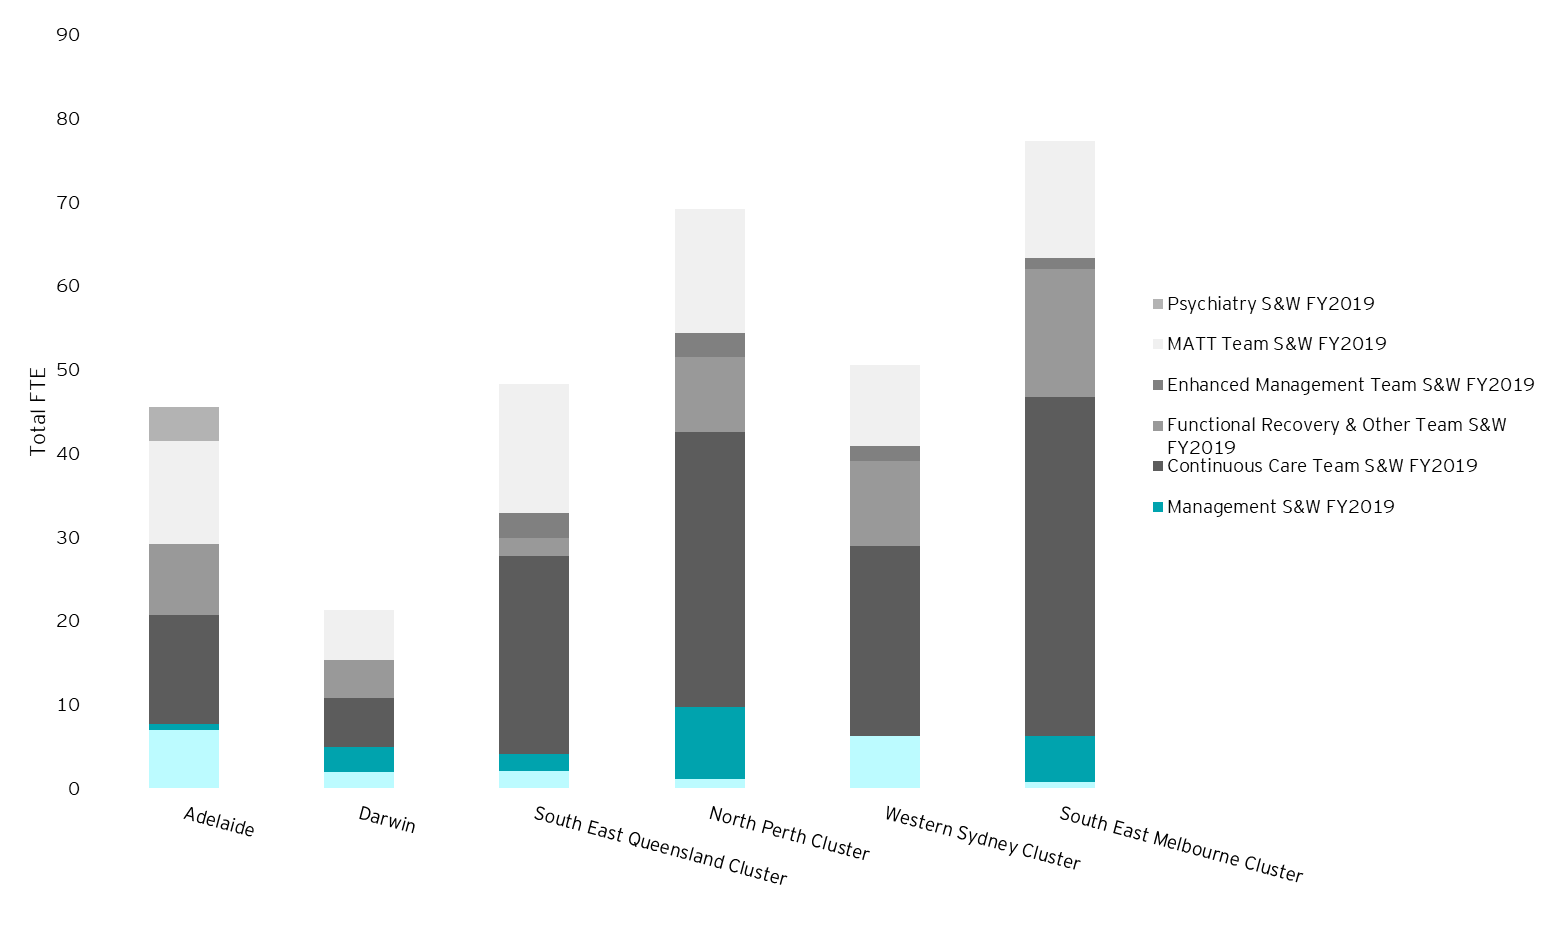 90
80
70
60
50
40
30
20
10
0
Total FTE
Adelaide
Darwin
South East Queensland Cluster
North Perth Cluster
Western Sydney Cluster
South East Melbourne Cluster
Psychiatry S&W FY2019
MATT Team S&W FY2019
Enhanced Management Team S&W FY2019
Functional Recovery & Other Team S&W
FY2019
Continuous Care Team S&W FY2019
Management S&W FY2019